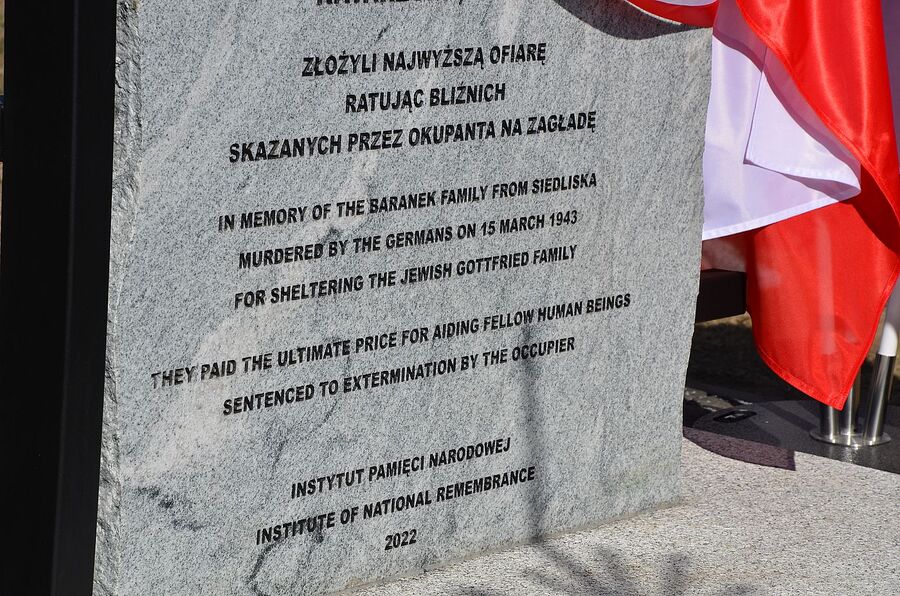 ZŁOŻYLI NAJWYŻSZĄ OFIARĘ
RATUJĄC BLIŹNICH
SKAZANYCH PRZEZ OKUPANTA NA ZAGŁADĘ
IN MEMORY OF THE BARANEK FAMILY FROM SIEDLISKA
MURDERED BY THE GERMANS ON 15 MARCH 1943
FOR SHELTERING THE JEWISH GOTTFRIED FAMILY
THEY PAID THE ULTIMATE PRICE FOR AIDING FELLOW HUMAN BEINGS
SENTENCED TO EXTERMINATION BY THE OCCUPIER
INSTYTUT PAMIĘCI NARODOWEJ
INSTITUTE OF NATIONAL REMEMBRANCE
2022